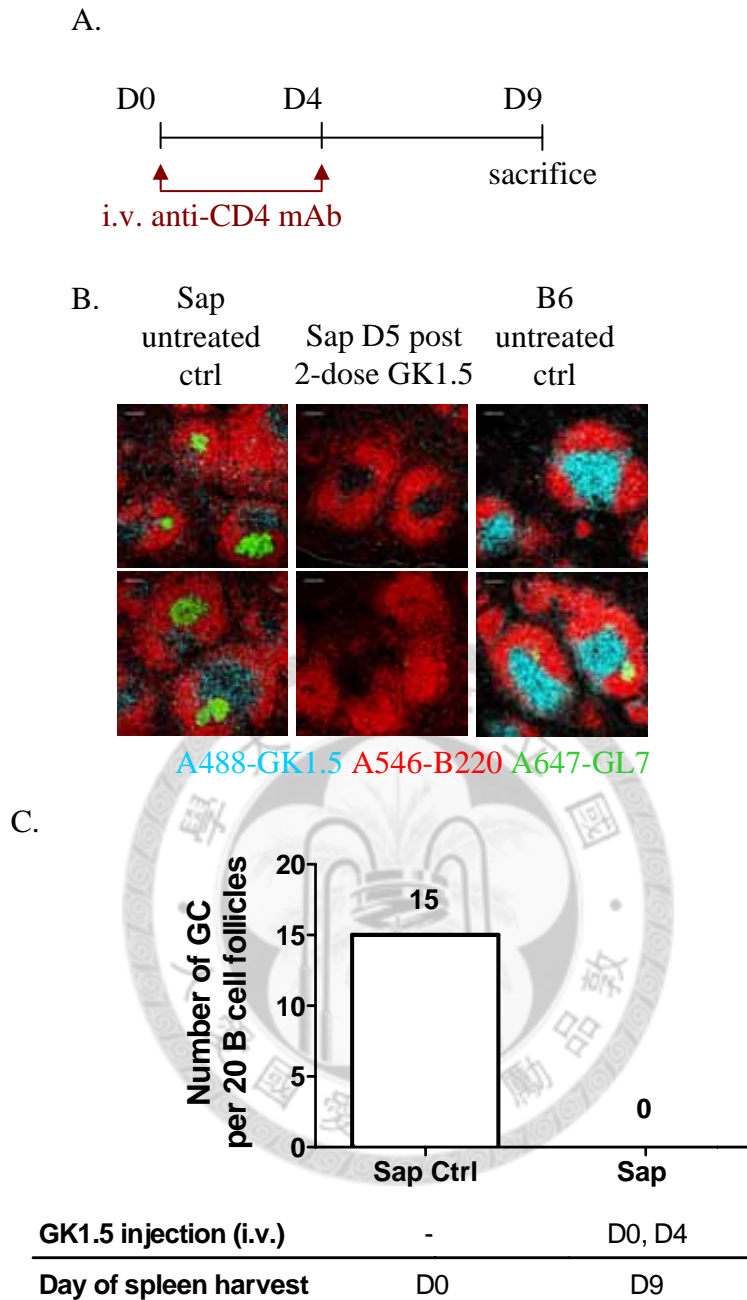 A.
D0 D4 D9
sacrifice
i.v. anti-CD4 mAb
B.
Sap
untreated
ctrl
Sap D5 post
2-dose GK1.5
B6
untreated
ctrl
A488-GK1.5 A546-B220 A647-GL7
C.
Number of GC
per 20 B cell follicles
20
15
10
5
0
15
0
Sap Ctrl Sap
GK1.5 injection (i.v.) - D0, D4
Day of spleen harvest D0 D9